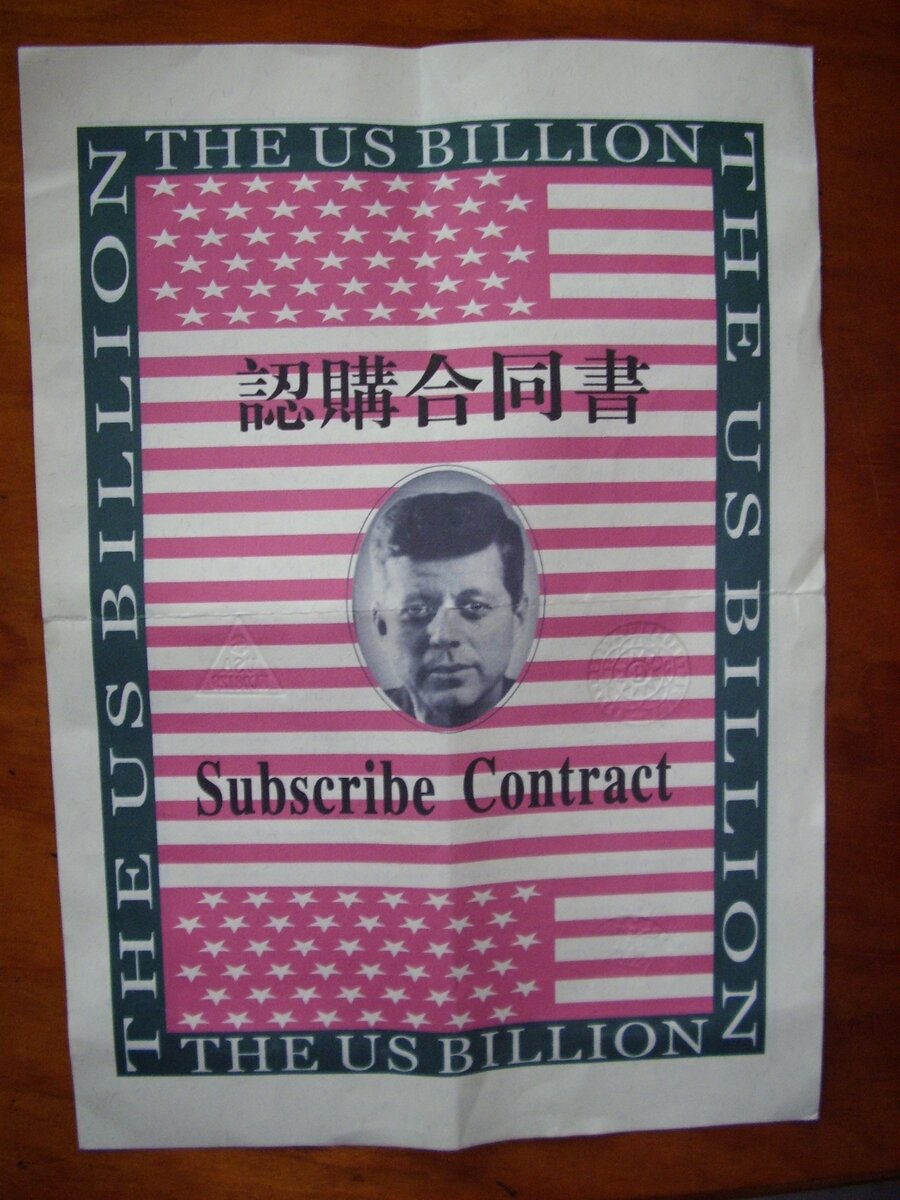 THE US BILLION
THE US BILLION
THE US BILLION
認購合同書
Subscribe Contract
THE US BILLION